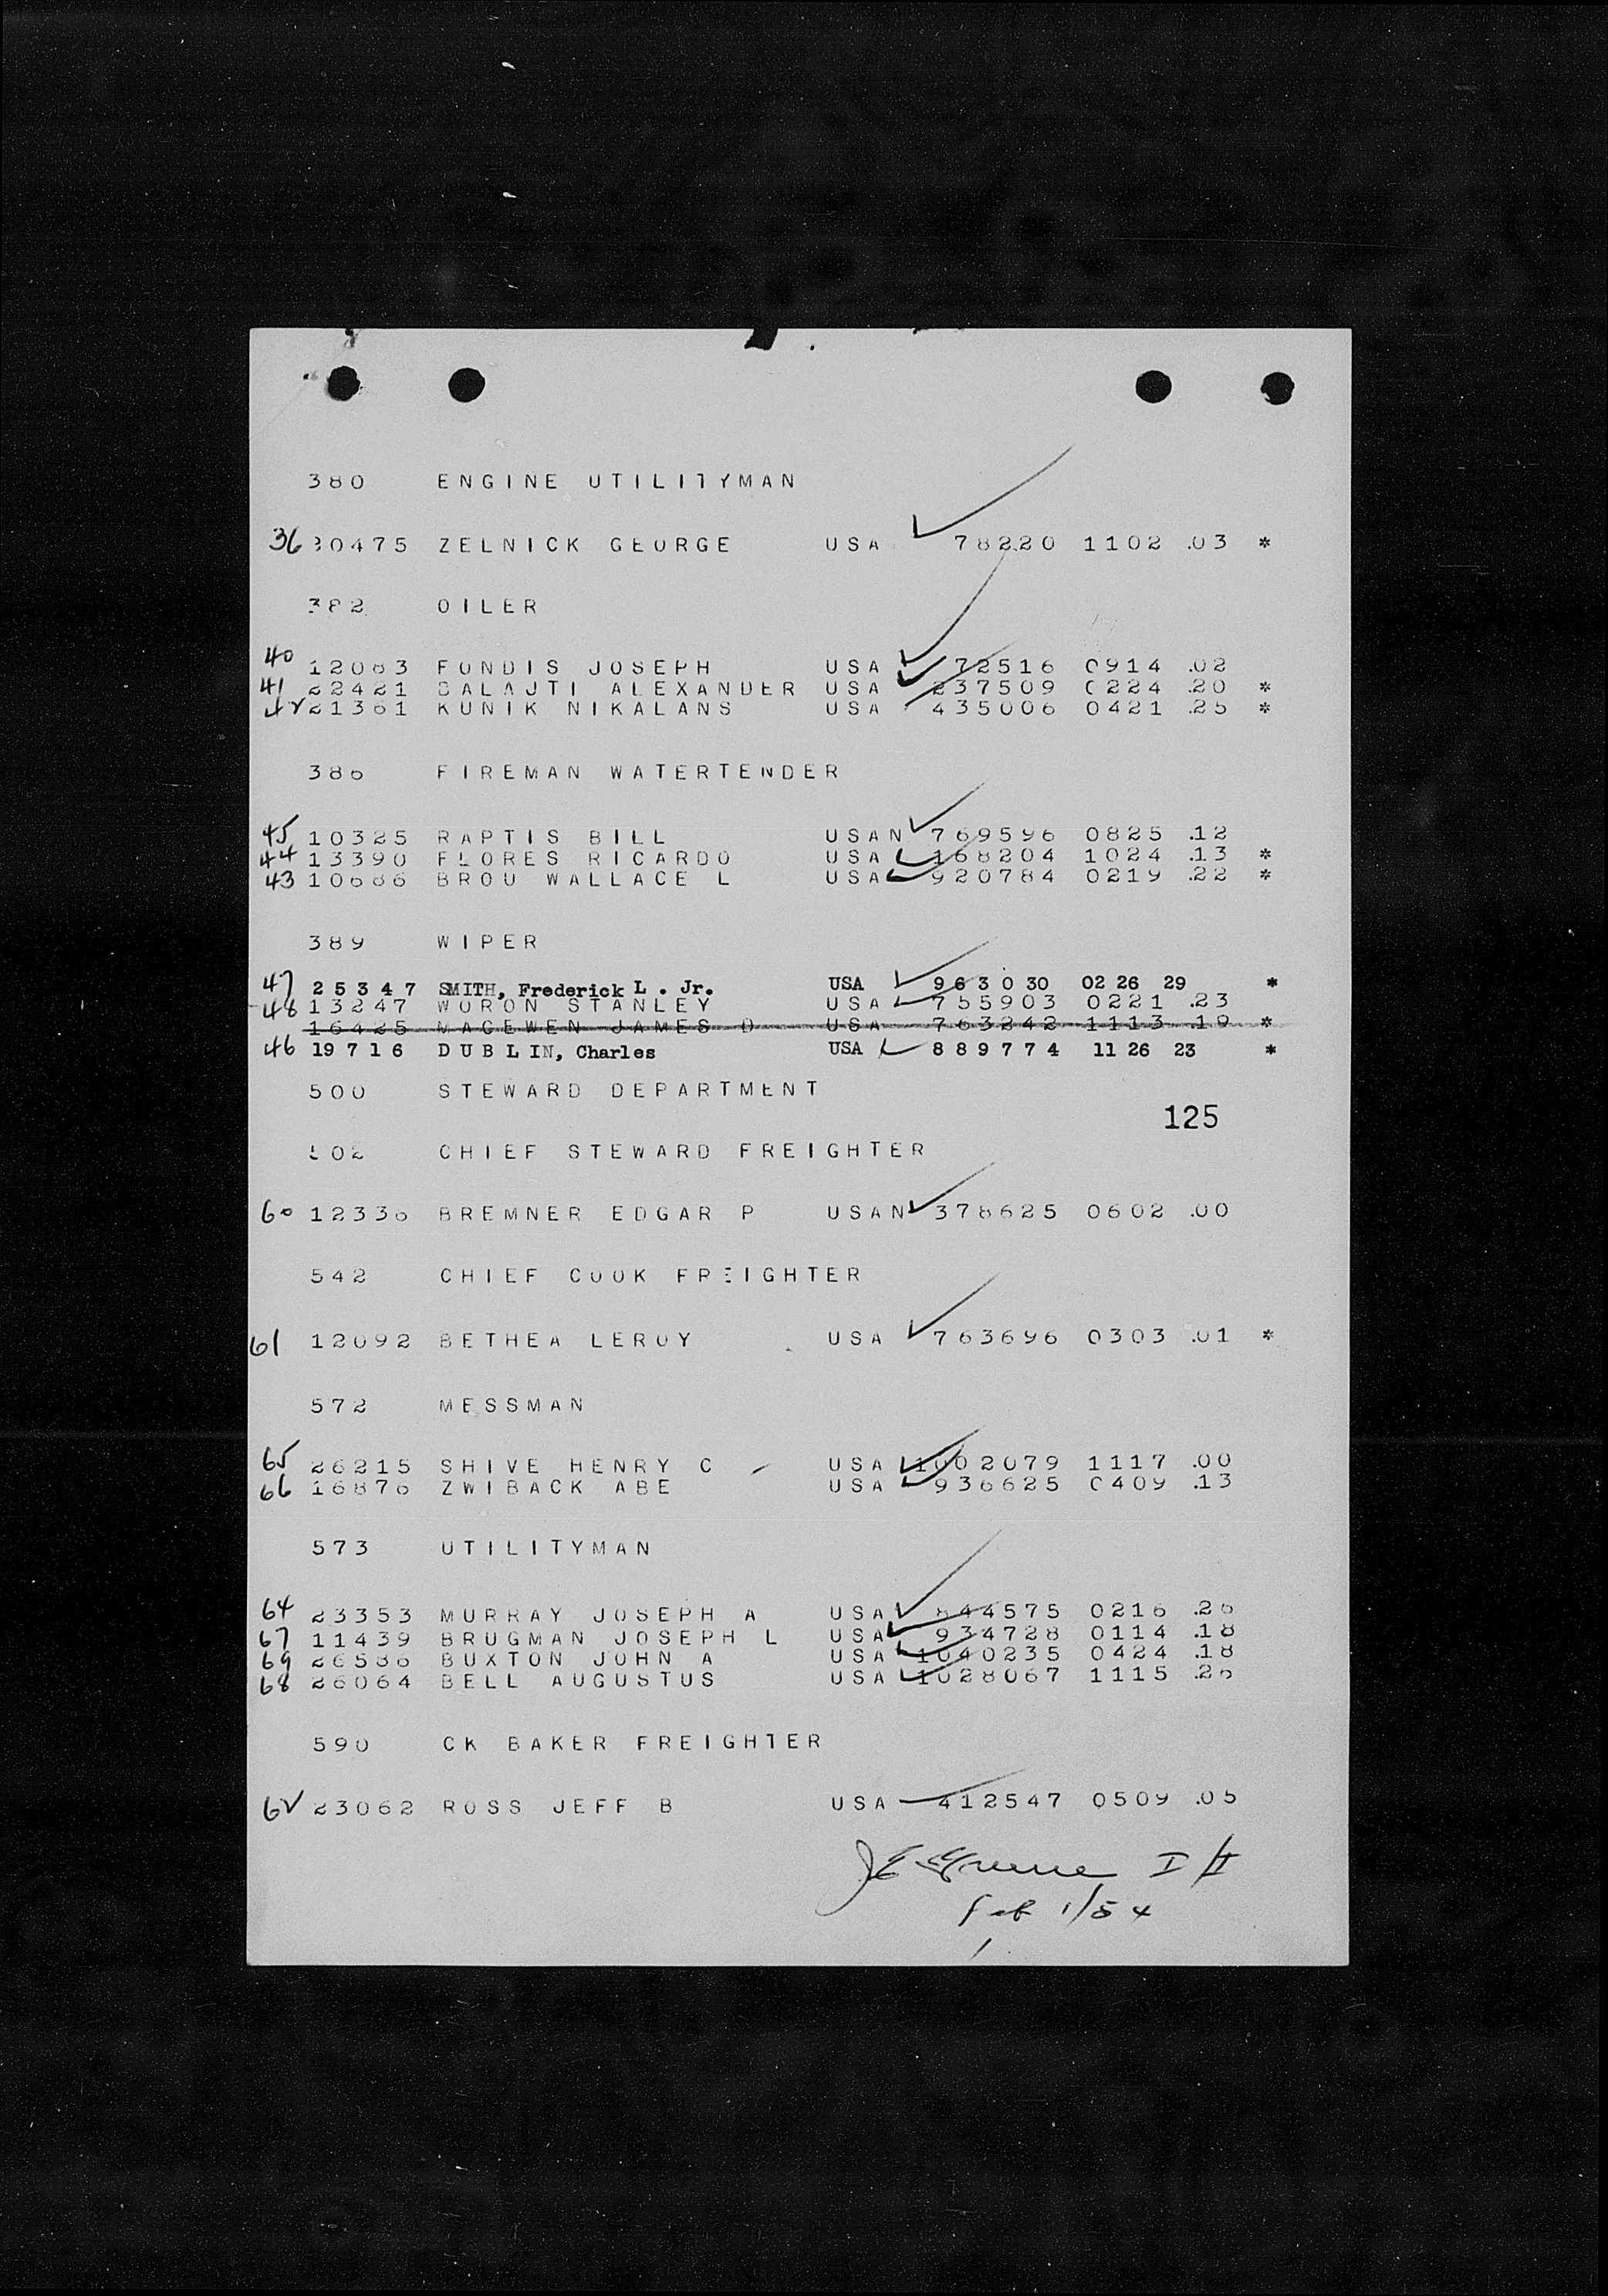 380 ENGINE UTILITYMAN
36 30475 ZELNICK GEORGE USA 78220 1102 .03 *
382 OILER
40 12083 FONDIS JOSEPH USA 72516 0914 .02
41 22421 BALAJTI ALEXANDER USA 237509 0224 .20 *
42 21361 KUNIK NIKALANS USA 435006 0421 .25 *
386 FIREMAN WATERTENDER
45 10325 RAPTIS BILL USAN 769596 0825 .12
44 13390 FLORES RICARDO USA 168204 1024 .13 *
43 10686 BROU WALLACE L USA 920784 0219 .22 *
389 WIPER
47 25347 SMITH, Frederick L. Jr. USA 963030 02 26 29 *
48 13247 WORON STANLEY USA 755903 0221 .23
16425 MACEWEN JAMES D USA 763242 1113 .19 *
46 19716 DUBLIN, Charles USA 889774 11 26 23 *
500 STEWARD DEPARTMENT
125
502 CHIEF STEWARD FREIGHTER
60 12336 BREMNER EDGAR P USAN 378625 0602 .00
542 CHIEF COOK FREIGHTER
61 12092 BETHEA LEROY USA 763696 0303 .01 *
572 MESSMAN
65 26215 SHIVE HENRY C USA 1002079 1117 .00
66 16876 ZWIBACK ABE USA 936625 0409 .13
573 UTILITYMAN
64 23353 MURRAY JOSEPH A USA 844575 0216 .26
67 11439 BRUGMAN JOSEPH L USA 934728 0114 .18
69 26586 BUXTON JOHN A USA 1040235 0424 .18
68 26064 BELL AUGUSTUS USA 1028067 1115 .26
590 CK BAKER FREIGHTER
62 23062 ROSS JEFF B USA 412547 0509 .05
Feb 1/54